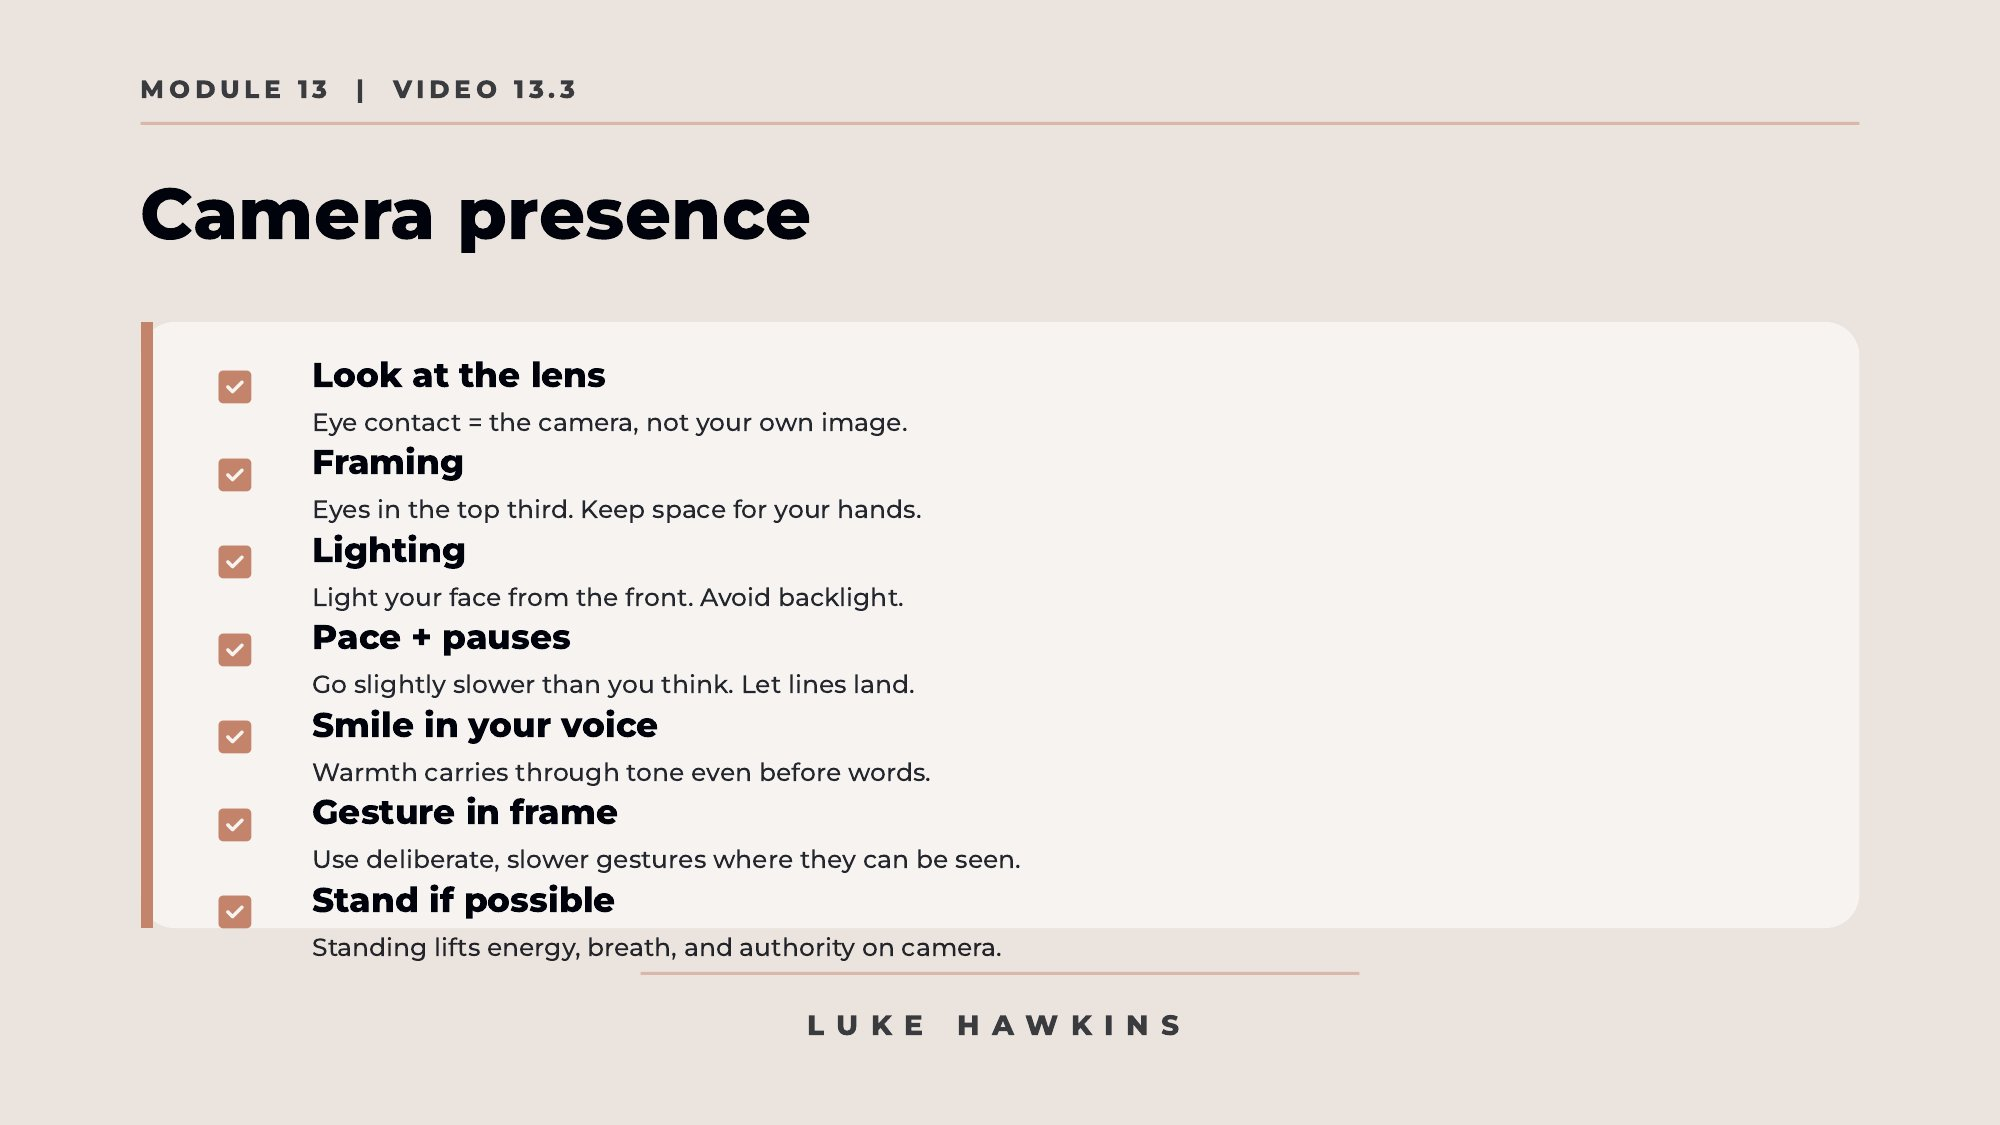 MODULE 13 | VIDEO 13.3
Camera presence
Look at the lens
Eye contact = the camera, not your own image.
Framing
Eyes in the top third. Keep space for your hands.
Lighting
Light your face from the front. Avoid backlight.
Pace + pauses
Go slightly slower than you think. Let lines land.
Smile in your voice
Warmth carries through tone even before words.
Gesture in frame
Use deliberate, slower gestures where they can be seen.
Stand if possible
Standing lifts energy, breath, and authority on camera.
LUKE HAWKINS